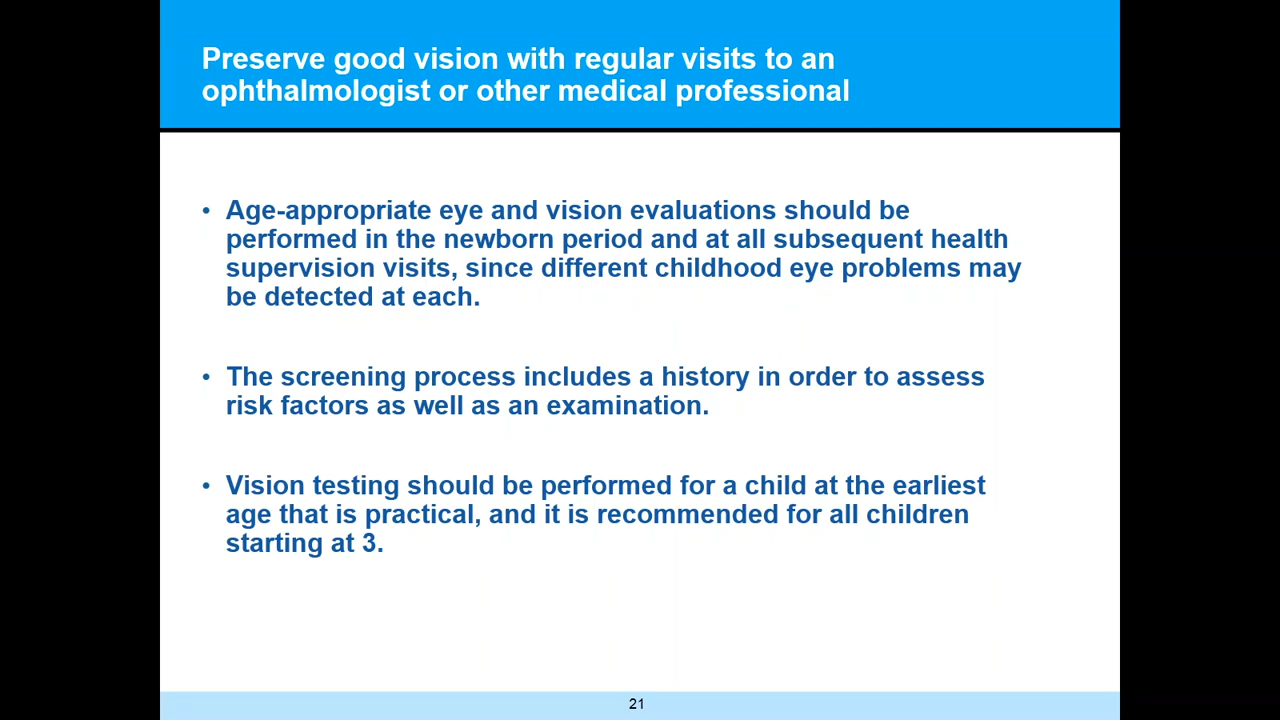 Preserve good vision with regular visits to an
ophthalmologist or other medical professional
• Age-appropriate eye and vision evaluations should be
performed in the newborn period and at all subsequent health
supervision visits, since different childhood eye problems may
be detected at each.
• The screening process includes a history in order to assess
risk factors as well as an examination.
• Vision testing should be performed for a child at the earliest
age that is practical, and it is recommended for all children
starting at 3.
21